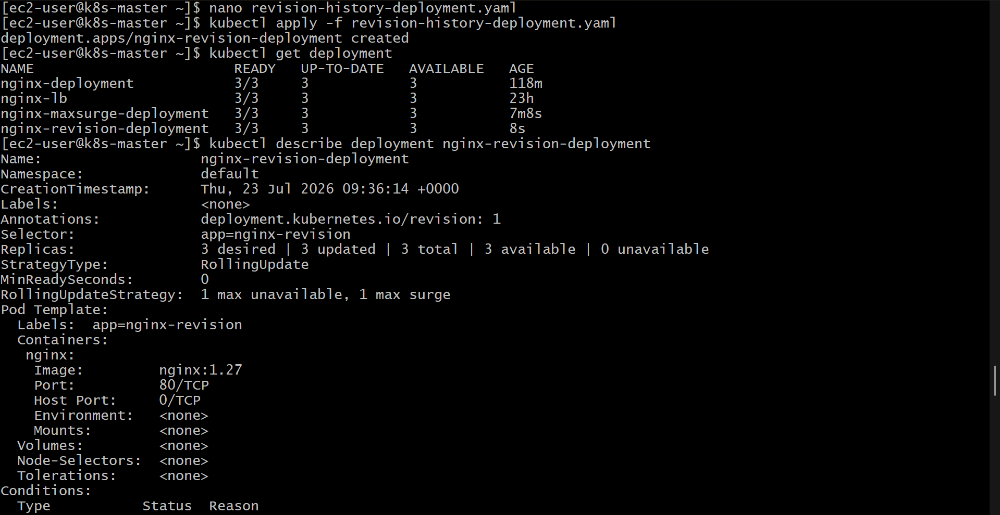 [ec2-user@k8s-master ~]$ nano revision-history-deployment.yaml
[ec2-user@k8s-master ~]$ kubectl apply -f revision-history-deployment.yaml
deployment.apps/nginx-revision-deployment created
[ec2-user@k8s-master ~]$ kubectl get deployment
NAME                        READY   UP-TO-DATE   AVAILABLE   AGE
nginx-deployment            3/3     3            3           118m
nginx-lb                    3/3     3            3           23h
nginx-maxsurge-deployment   3/3     3            3           7m8s
nginx-revision-deployment   3/3     3            3           8s
[ec2-user@k8s-master ~]$ kubectl describe deployment nginx-revision-deployment
Name:                   nginx-revision-deployment
Namespace:              default
CreationTimestamp:      Thu, 23 Jul 2026 09:36:14 +0000
Labels:                 <none>
Annotations:            deployment.kubernetes.io/revision: 1
Selector:               app=nginx-revision
Replicas:               3 desired | 3 updated | 3 total | 3 available | 0 unavailable
StrategyType:           RollingUpdate
MinReadySeconds:        0
RollingUpdateStrategy:  1 max unavailable, 1 max surge
Pod Template:
  Labels:  app=nginx-revision
  Containers:
   nginx:
    Image:         nginx:1.27
    Port:          80/TCP
    Host Port:     0/TCP
    Environment:   <none>
    Mounts:        <none>
  Volumes:         <none>
  Node-Selectors:  <none>
  Tolerations:     <none>
Conditions:
  Type           Status  Reason